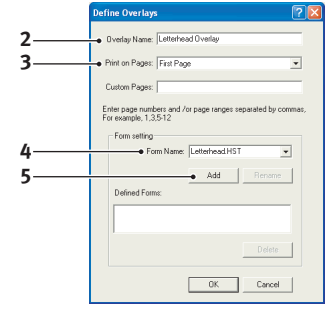 Define Overlays
2 Overlay Name: Letterhead Overlay
3 Print on Pages: First Page
Custom Pages:
Enter page numbers and /or page ranges separated by commas,
For example, 1,3,5-12
Form setting
4 Form Name: Letterhead.HST
5 Add Rename
Defined Forms:
Delete
OK Cancel